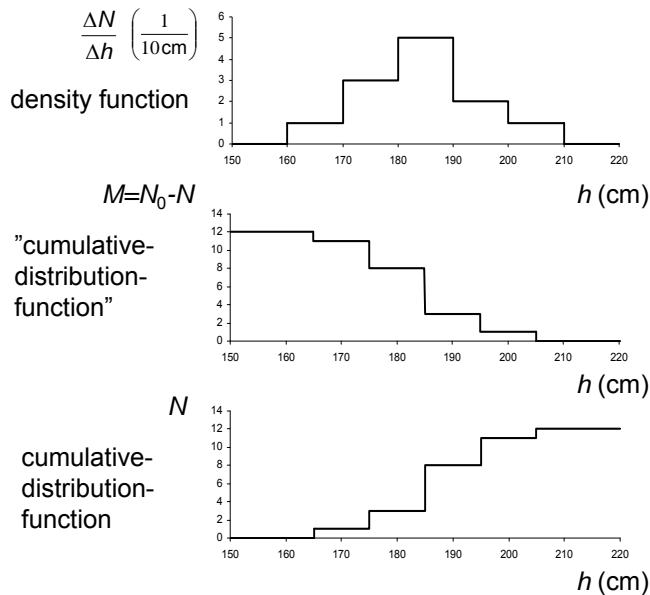 ΔN/Δh (1/10cm)
density function
6
5
4
3
2
1
0
150 160 170 180 190 200 210 220
h (cm)
M=N₀-N
”cumulative-
distribution-
function”
14
12
10
8
6
4
2
0
150 160 170 180 190 200 210 220
h (cm)
N
cumulative-
distribution-
function
14
12
10
8
6
4
2
0
150 160 170 180 190 200 210 220
h (cm)